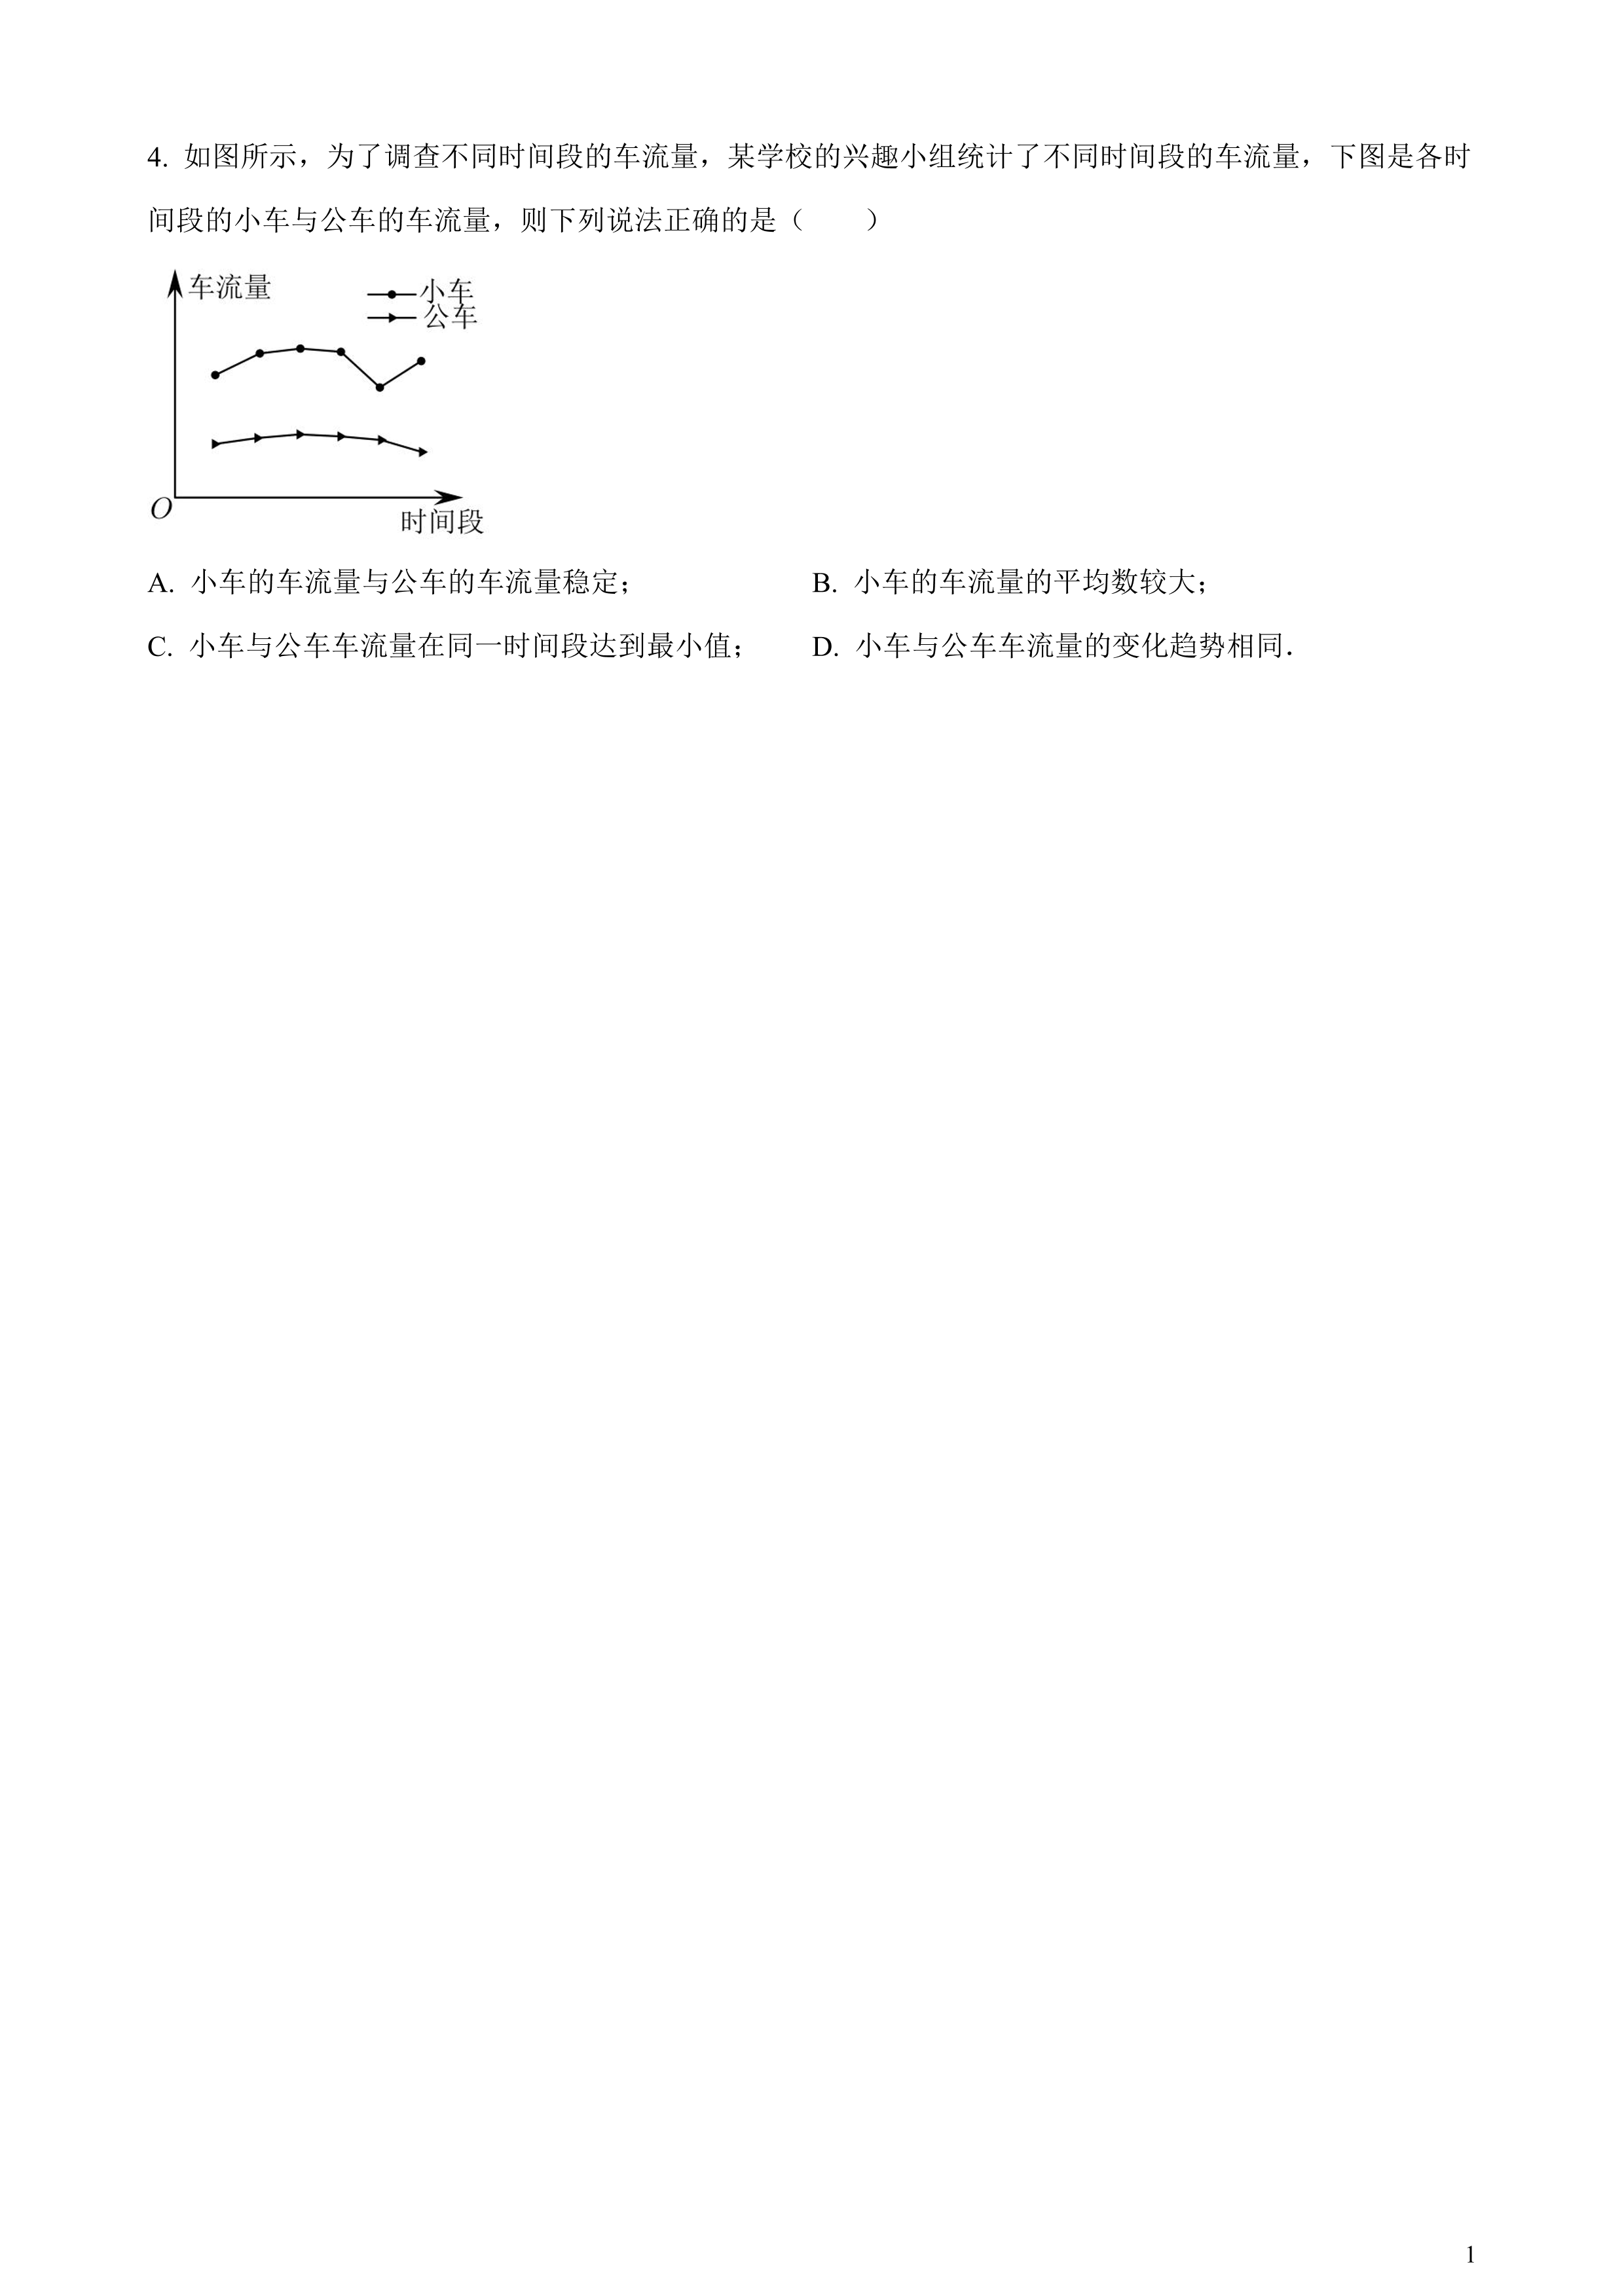 4. 如图所示，为了调查不同时间段的车流量，某学校的兴趣小组统计了不同时间段的车流量，下图是各时
间段的小车与公车的车流量，则下列说法正确的是（　　）
车流量
小车
公车
O
时间段
A. 小车的车流量与公车的车流量稳定；
B. 小车的车流量的平均数较大；
C. 小车与公车车流量在同一时间段达到最小值；
D. 小车与公车车流量的变化趋势相同．
1